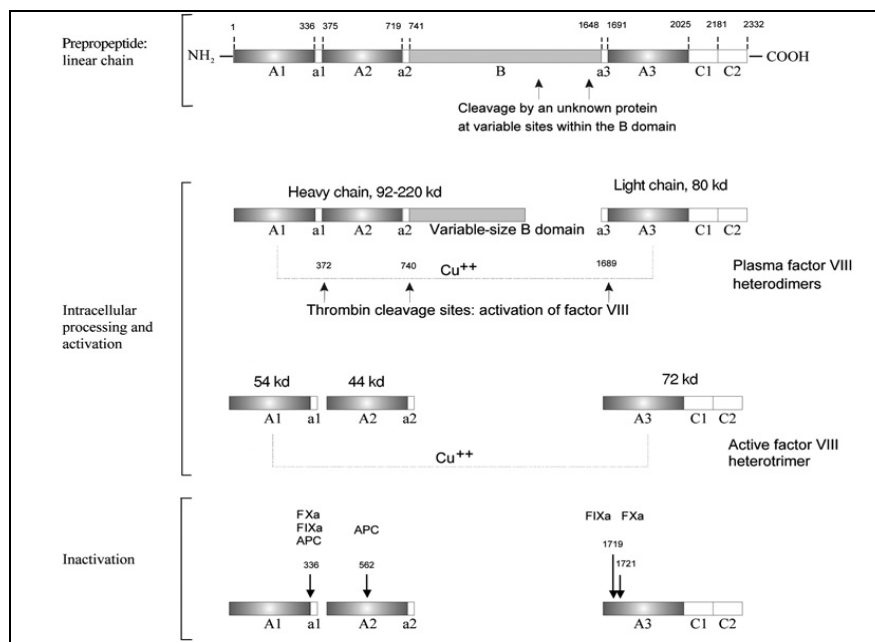 1 336 375 719 741 1648 1691 2025 2181 2332
Prepropeptide:
linear chain
NH2 COOH
A1 a1 A2 a2 B a3 A3 C1 C2
Cleavage by an unknown protein
at variable sites within the B domain
Heavy chain, 92-220 kd
Light chain, 80 kd
A1 a1 A2 a2 Variable-size B domain a3 A3 C1 C2
Plasma factor VIII
heterodimers
372 740 1689
Cu++
Thrombin cleavage sites: activation of factor VIII
Intracellular
processing and
activation
54 kd 44 kd 72 kd
A1 a1 A2 a2 A3 C1 C2
Active factor VIII
heterotrimer
Cu++
FXa
FIXa
APC
APC
FIXa FXa
336 562 1719
1721
Inactivation
A1 a1 A2 a2 A3 C1 C2